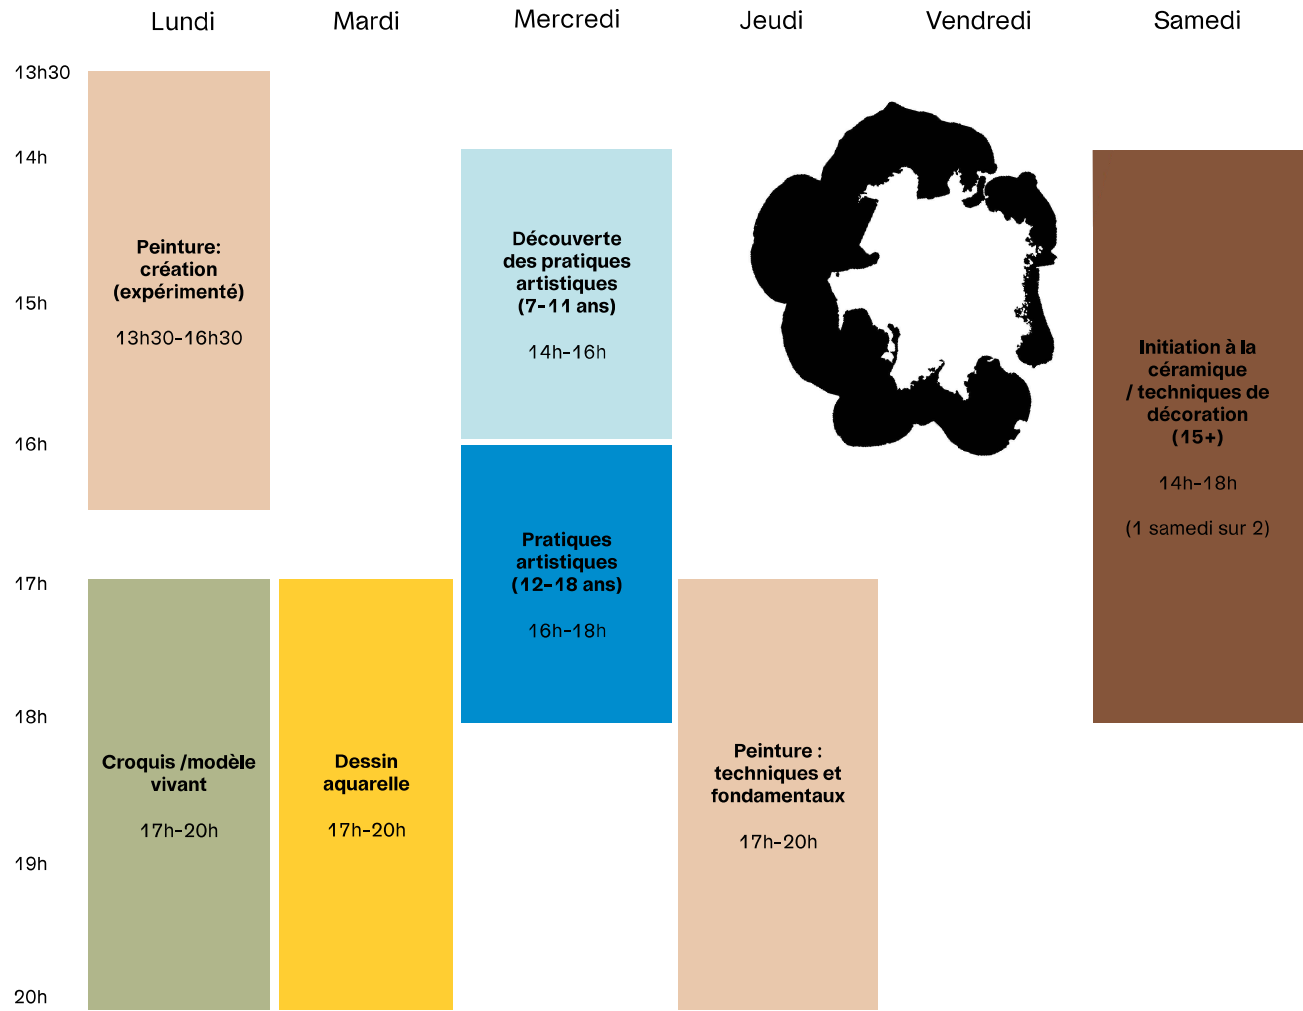 Lundi
Mardi
Mercredi
Jeudi
Vendredi
Samedi
13h30
14h
15h
16h
17h
18h
19h
20h
Peinture:
création
(expérimenté)
13h30-16h30
Croquis /modèle
vivant
17h-20h
Dessin
aquarelle
17h-20h
Découverte
des pratiques
artistiques
(7-11 ans)
14h-16h
Pratiques
artistiques
(12-18 ans)
16h-18h
Peinture :
techniques et
fondamentaux
17h-20h
Initiation à la
céramique
/ techniques de
décoration
(15+)
14h-18h
(1 samedi sur 2)